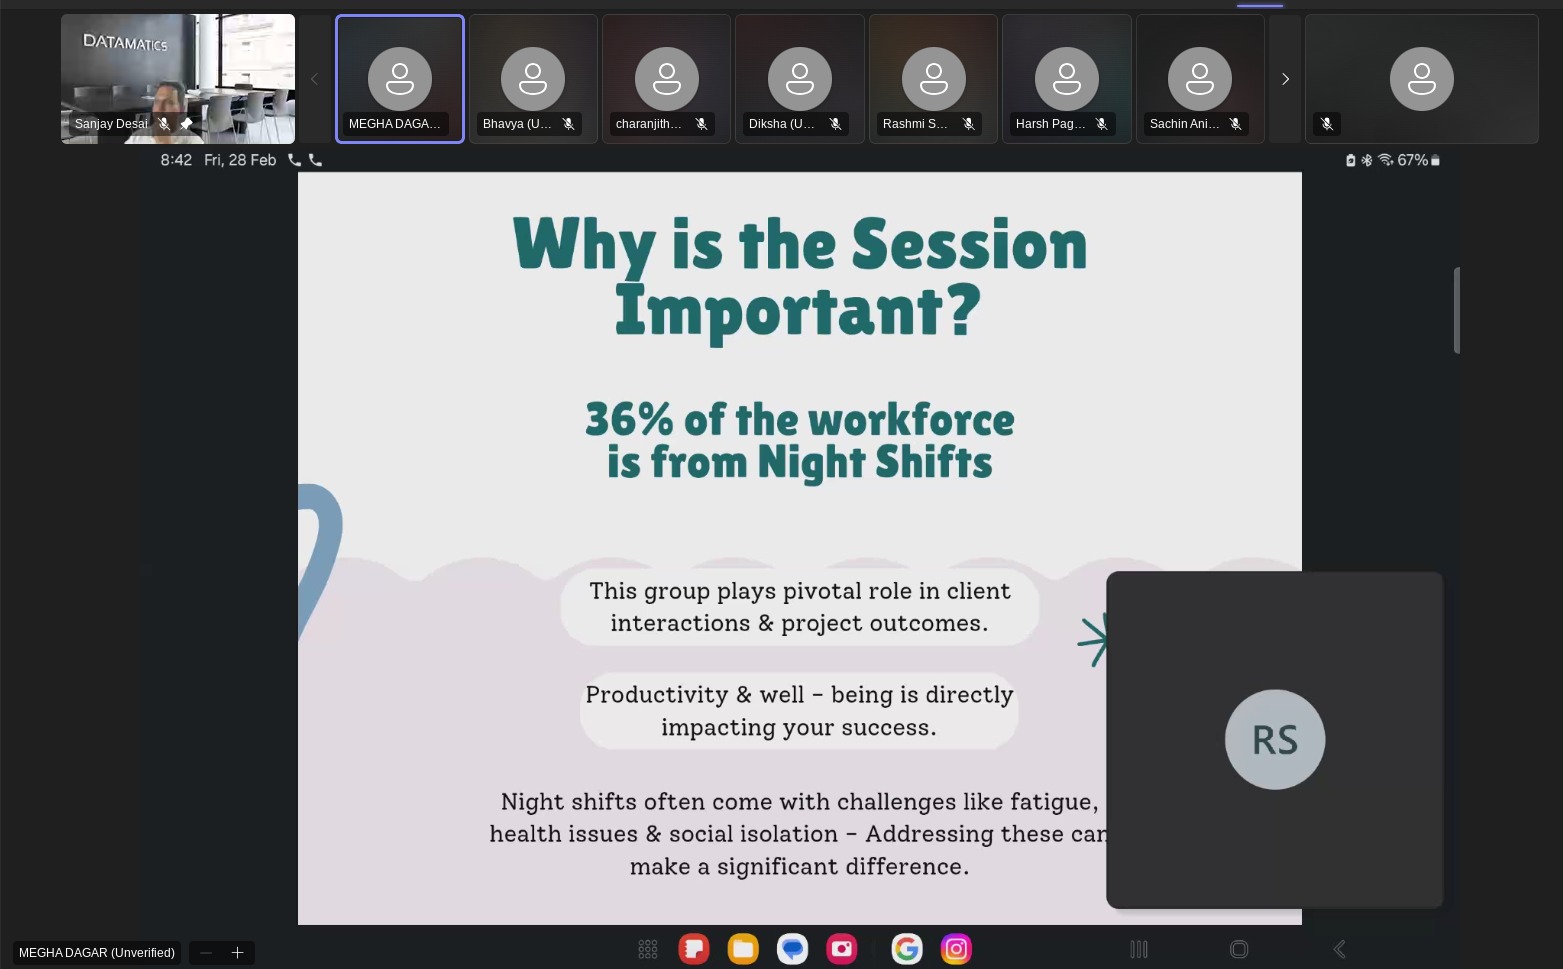 DATAMATICS
Sanjay Desai
MEGHA DAGA...
Bhavya (U...
charanjith...
Diksha (U...
Rashmi S...
Harsh Pag...
Sachin Ani...
8:42 Fri, 28 Feb
67%
Why is the Session
Important?
36% of the workforce
is from Night Shifts
This group plays pivotal role in client
interactions & project outcomes.
Productivity & well - being is directly
impacting your success.
Night shifts often come with challenges like fatigue,
health issues & social isolation - Addressing these can
make a significant difference.
RS
MEGHA DAGAR (Unverified)